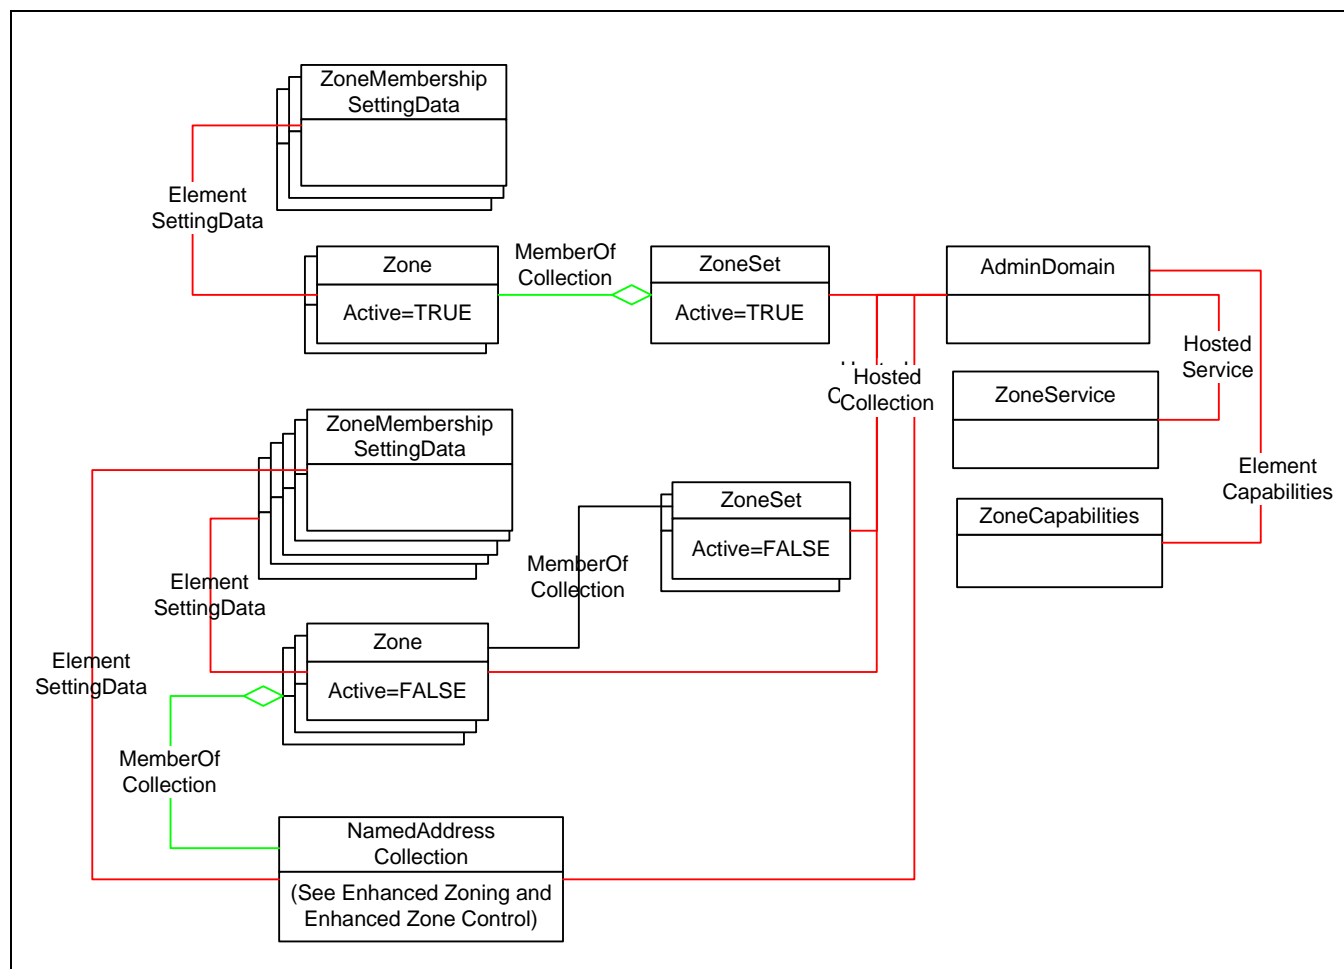 ZoneMembership
SettingData
Element
SettingData
Zone
Active=TRUE
MemberOf
Collection
ZoneSet
Active=TRUE
AdminDomain
Hosted
Service
Hosted
Collection
ZoneService
ZoneMembership
SettingData
Element
Capabilities
ZoneSet
Active=FALSE
ZoneCapabilities
MemberOf
Collection
Element
SettingData
Zone
Active=FALSE
Element
SettingData
MemberOf
Collection
NamedAddress
Collection
(See Enhanced Zoning and
Enhanced Zone Control)